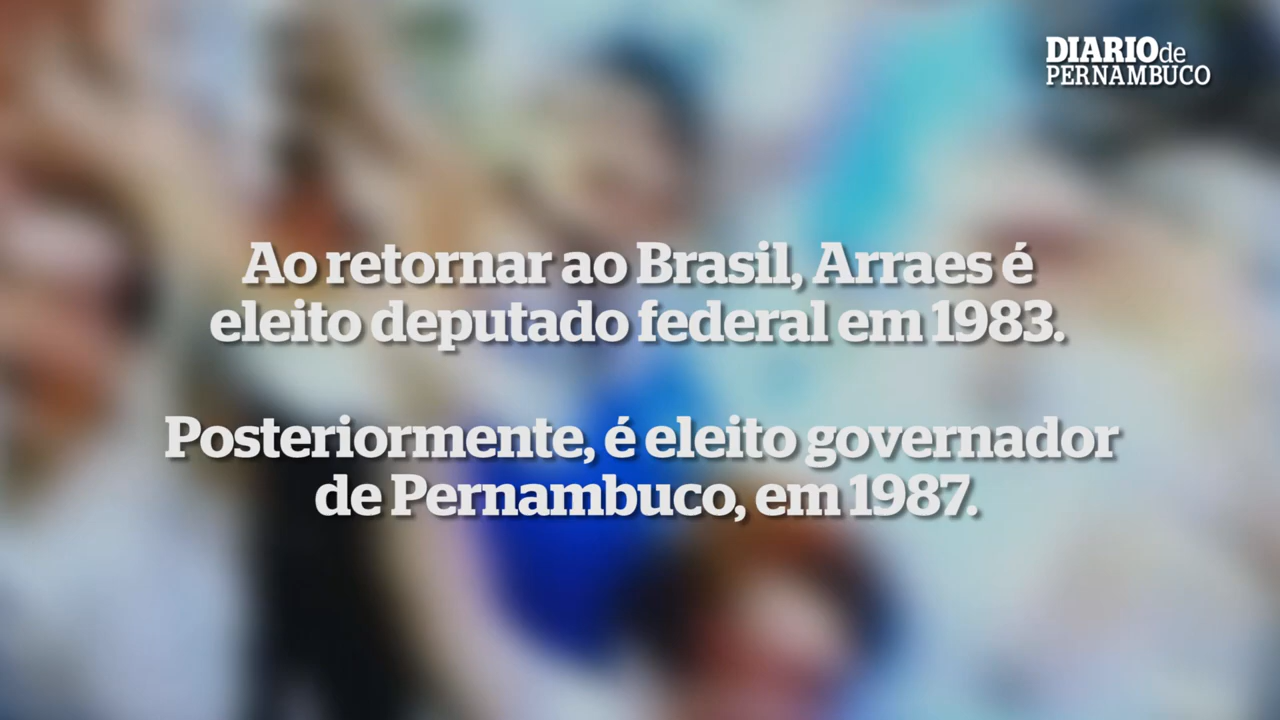 DIARIO de
PERNAMBUCO
Ao retornar ao Brasil, Arraes é
eleito deputado federal em 1983.
Posteriormente, é eleito governador
de Pernambuco, em 1987.